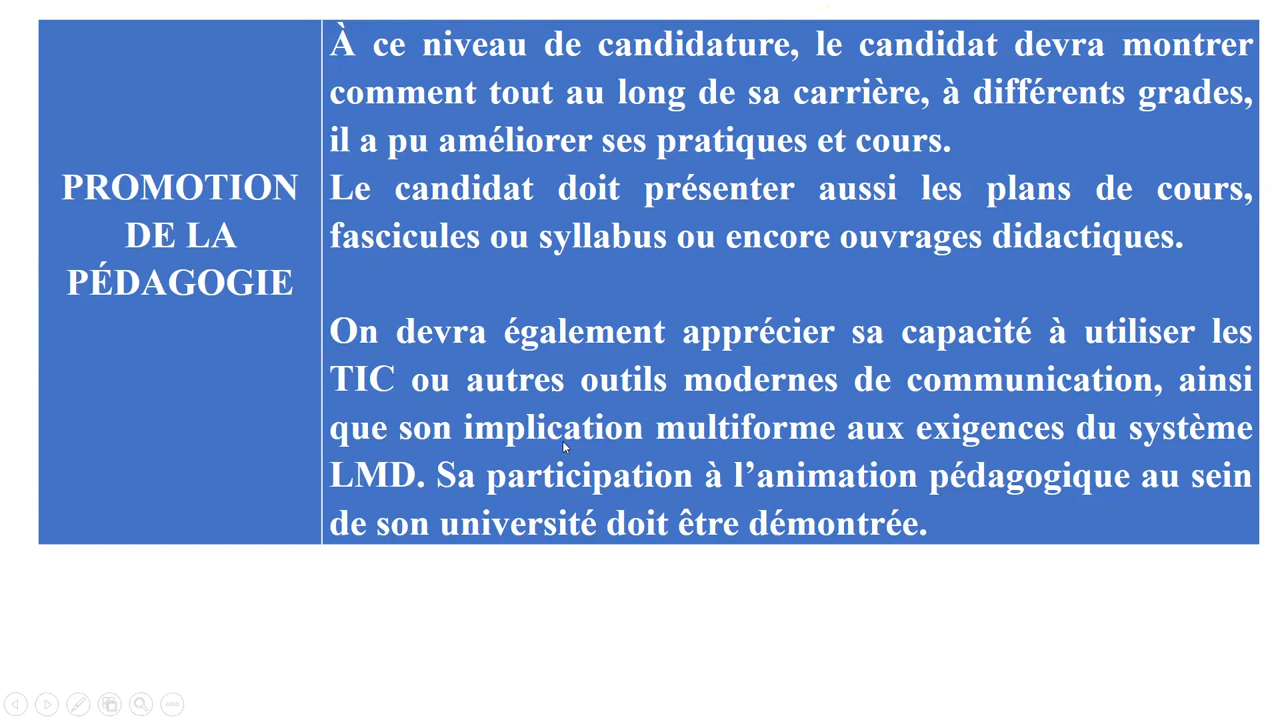 PROMOTION
DE LA
PÉDAGOGIE
À ce niveau de candidature, le candidat devra montrer
comment tout au long de sa carrière, à différents grades,
il a pu améliorer ses pratiques et cours.
Le candidat doit présenter aussi les plans de cours,
fascicules ou syllabus ou encore ouvrages didactiques.
On devra également apprécier sa capacité à utiliser les
TIC ou autres outils modernes de communication, ainsi
que son implication multiforme aux exigences du système
LMD. Sa participation à l’animation pédagogique au sein
de son université doit être démontrée.